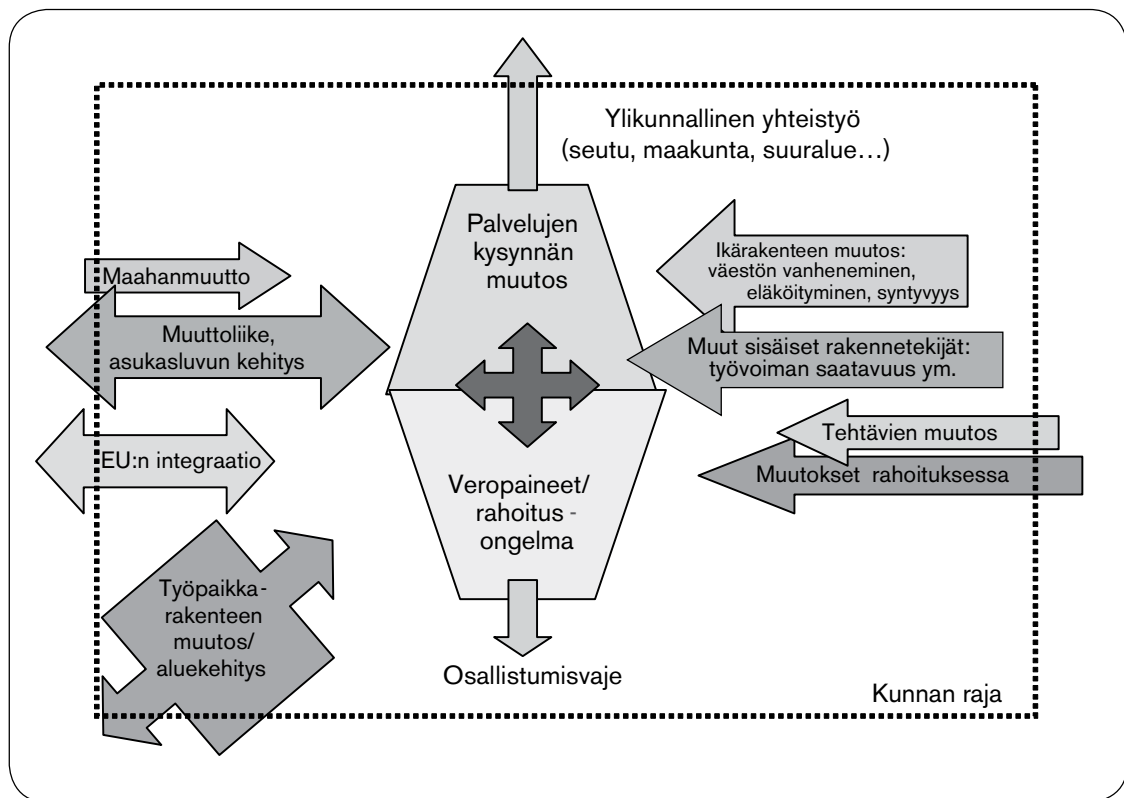 Ylikunnallinen yhteistyö
(seutu, maakunta, suuralue…)
Palvelujen
kysynnän
muutos
Maahanmuutto
Muuttoliike,
asukasluvun kehitys
EU:n integraatio
Työpaikka-
rakenteen
muutos/
aluekehitys
Ikärakenteen muutos:
väestön vanheneminen,
eläköityminen, syntyvyys
Muut sisäiset rakennetekijät:
työvoiman saatavuus ym.
Tehtävien muutos
Muutokset rahoituksessa
Veropaineet/
rahoitus-
ongelma
Osallistumisvaje
Kunnan raja